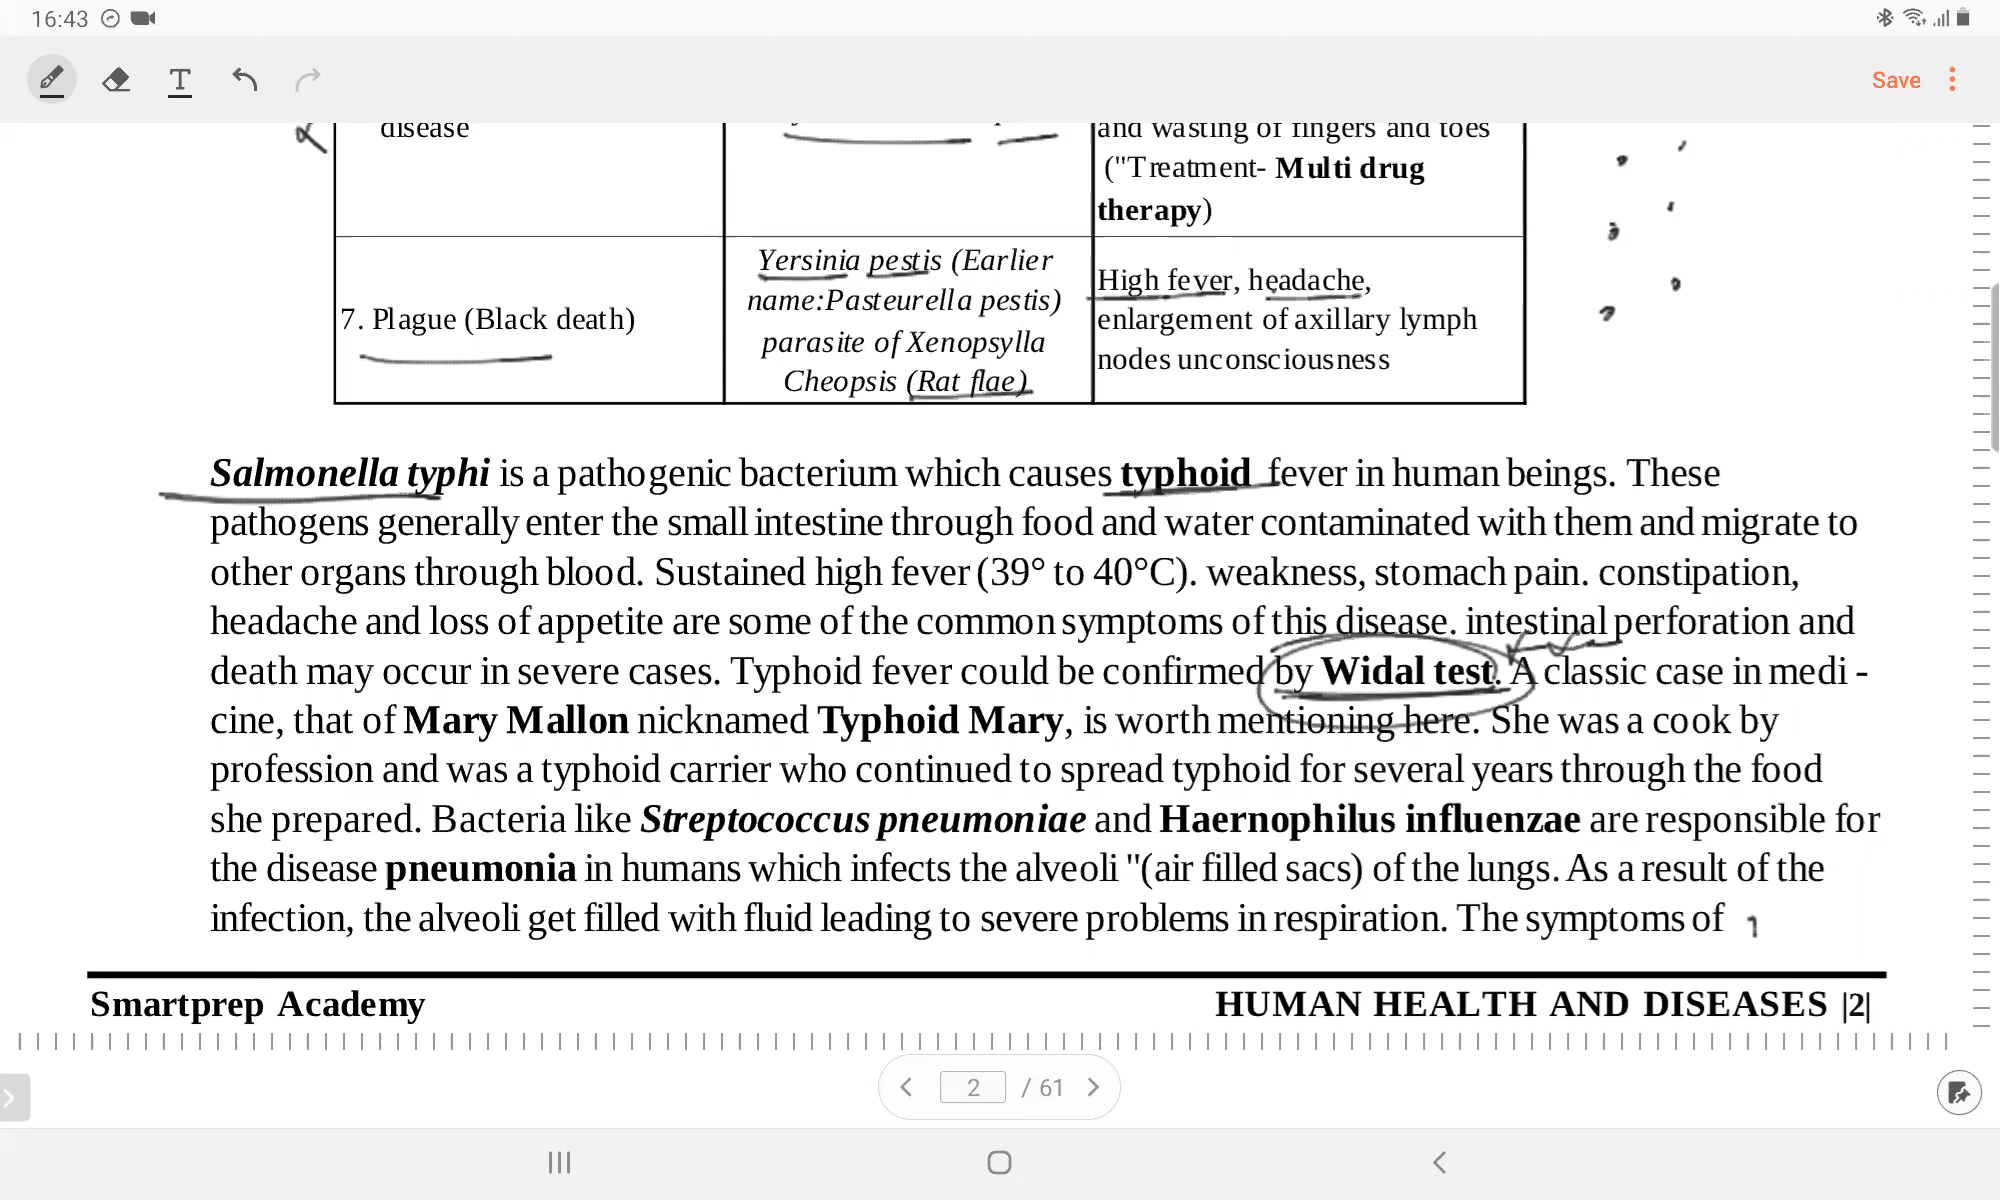 16:43
T
Save
disease
and wasting of fingers and toes
("Treatment- Multi drug
therapy)
7. Plague (Black death)
Yersinia pestis (Earlier
name:Pasteurella pestis)
parasite of Xenopsylla
Cheopsis (Rat flae)
High fever, headache,
enlargement of axillary lymph
nodes unconsciousness
Salmonella typhi is a pathogenic bacterium which causes typhoid fever in human beings. These
pathogens generally enter the small intestine through food and water contaminated with them and migrate to
other organs through blood. Sustained high fever (39° to 40°C). weakness, stomach pain. constipation,
headache and loss of appetite are some of the common symptoms of this disease. intestinal perforation and
death may occur in severe cases. Typhoid fever could be confirmed by Widal test. A classic case in medi -
cine, that of Mary Mallon nicknamed Typhoid Mary, is worth mentioning here. She was a cook by
profession and was a typhoid carrier who continued to spread typhoid for several years through the food
she prepared. Bacteria like Streptococcus pneumoniae and Haernophilus influenzae are responsible for
the disease pneumonia in humans which infects the alveoli "(air filled sacs) of the lungs. As a result of the
infection, the alveoli get filled with fluid leading to severe problems in respiration. The symptoms of
Smartprep Academy
HUMAN HEALTH AND DISEASES |2|
2 / 61